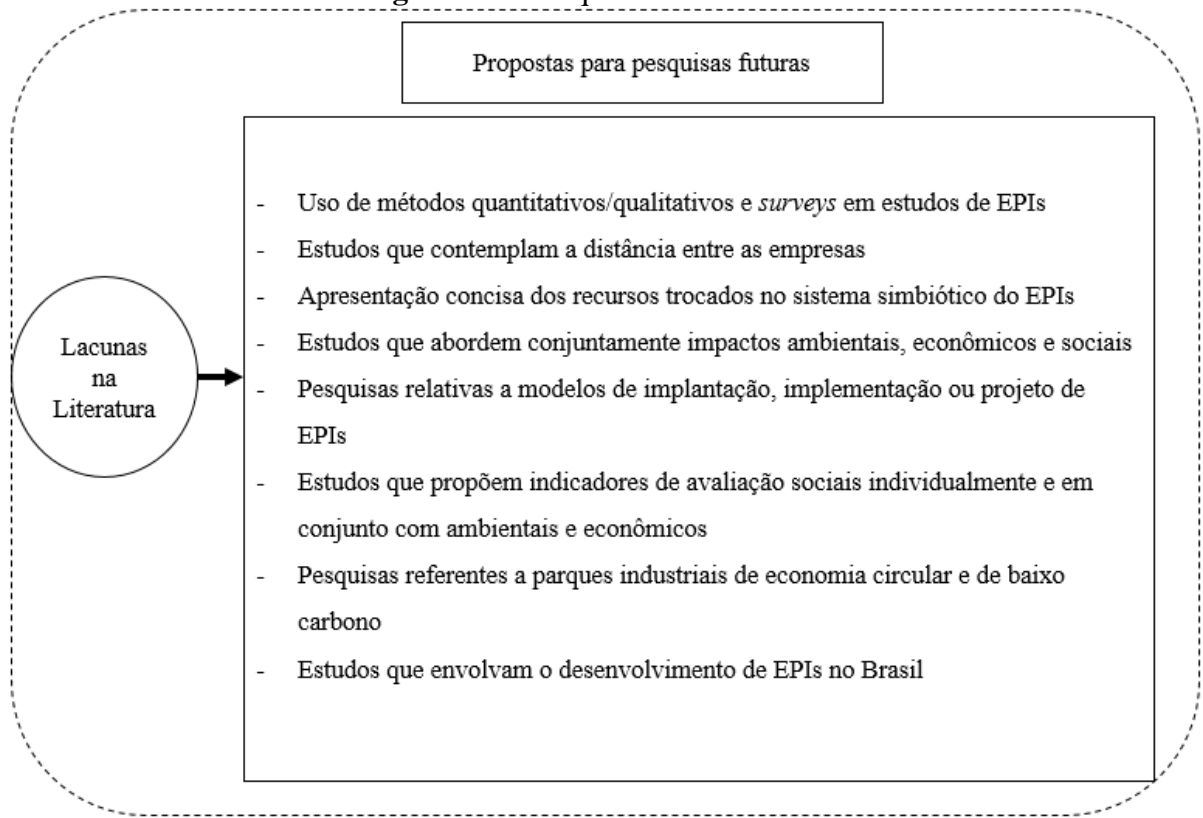 Propostas para pesquisas futuras
Lacunas
na
Literatura
- Uso de métodos quantitativos/qualitativos e surveys em estudos de EPIs
- Estudos que contemplam a distância entre as empresas
- Apresentação concisa dos recursos trocados no sistema simbiótico do EPIs
- Estudos que abordem conjuntamente impactos ambientais, econômicos e sociais
- Pesquisas relativas a modelos de implantação, implementação ou projeto de
EPIs
- Estudos que propõem indicadores de avaliação sociais individualmente e em
conjunto com ambientais e econômicos
- Pesquisas referentes a parques industriais de economia circular e de baixo
carbono
- Estudos que envolvam o desenvolvimento de EPIs no Brasil